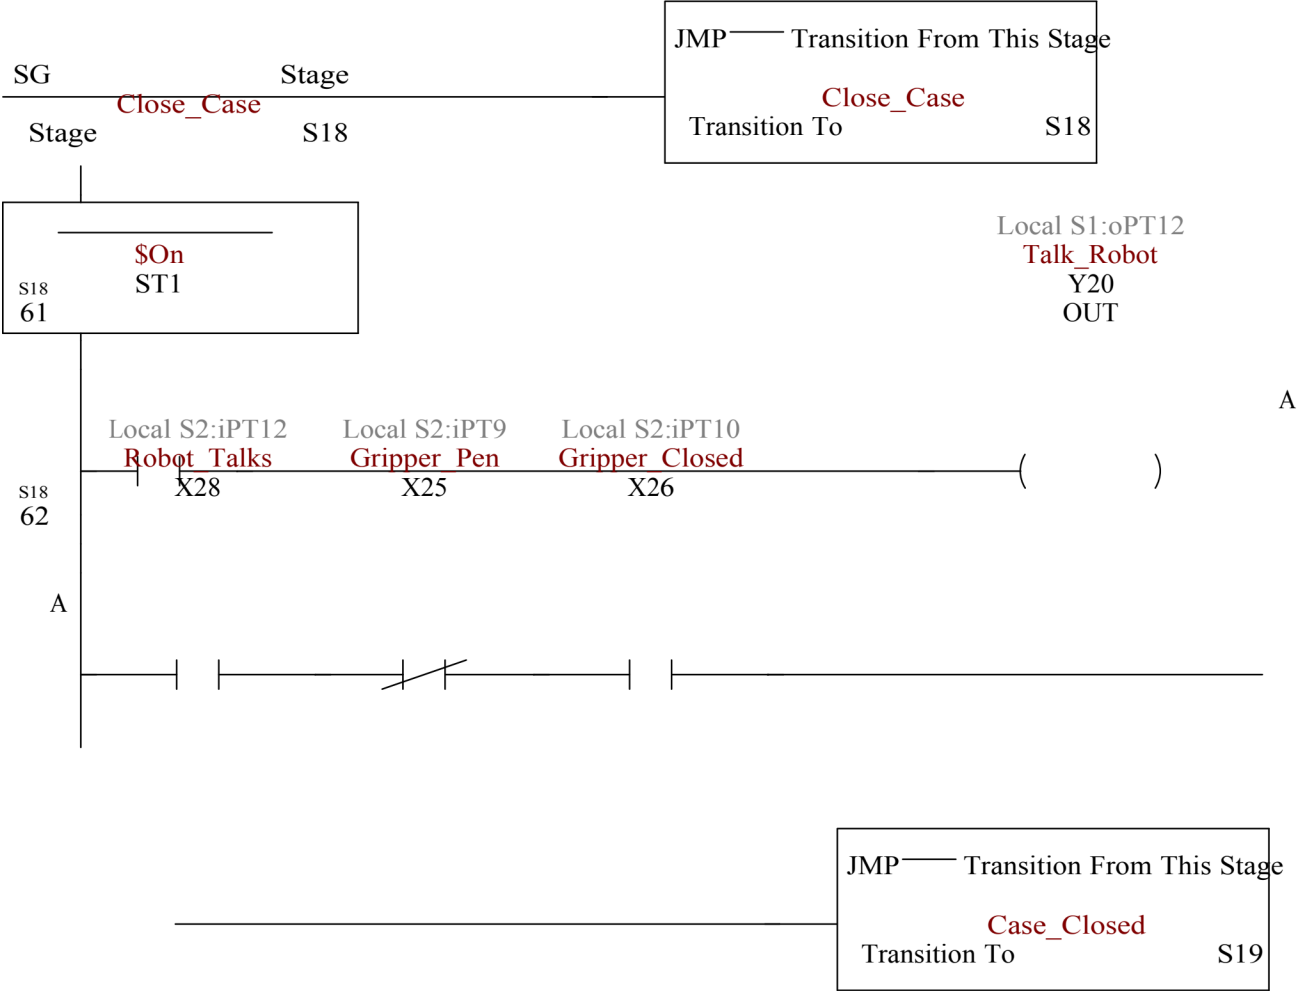 JMP Transition From This Stage
SG Stage
Close_Case
Close_Case
Stage S18
Transition To S18
Local S1:oPT12
$On
Talk_Robot
ST1
Y20
S18
61
OUT
A
Local S2:iPT12 Local S2:iPT9 Local S2:iPT10
Robot_Talks Gripper_Pen Gripper_Closed
X28 X25 X26
S18
62
A
JMP Transition From This Stage
Case_Closed
Transition To S19